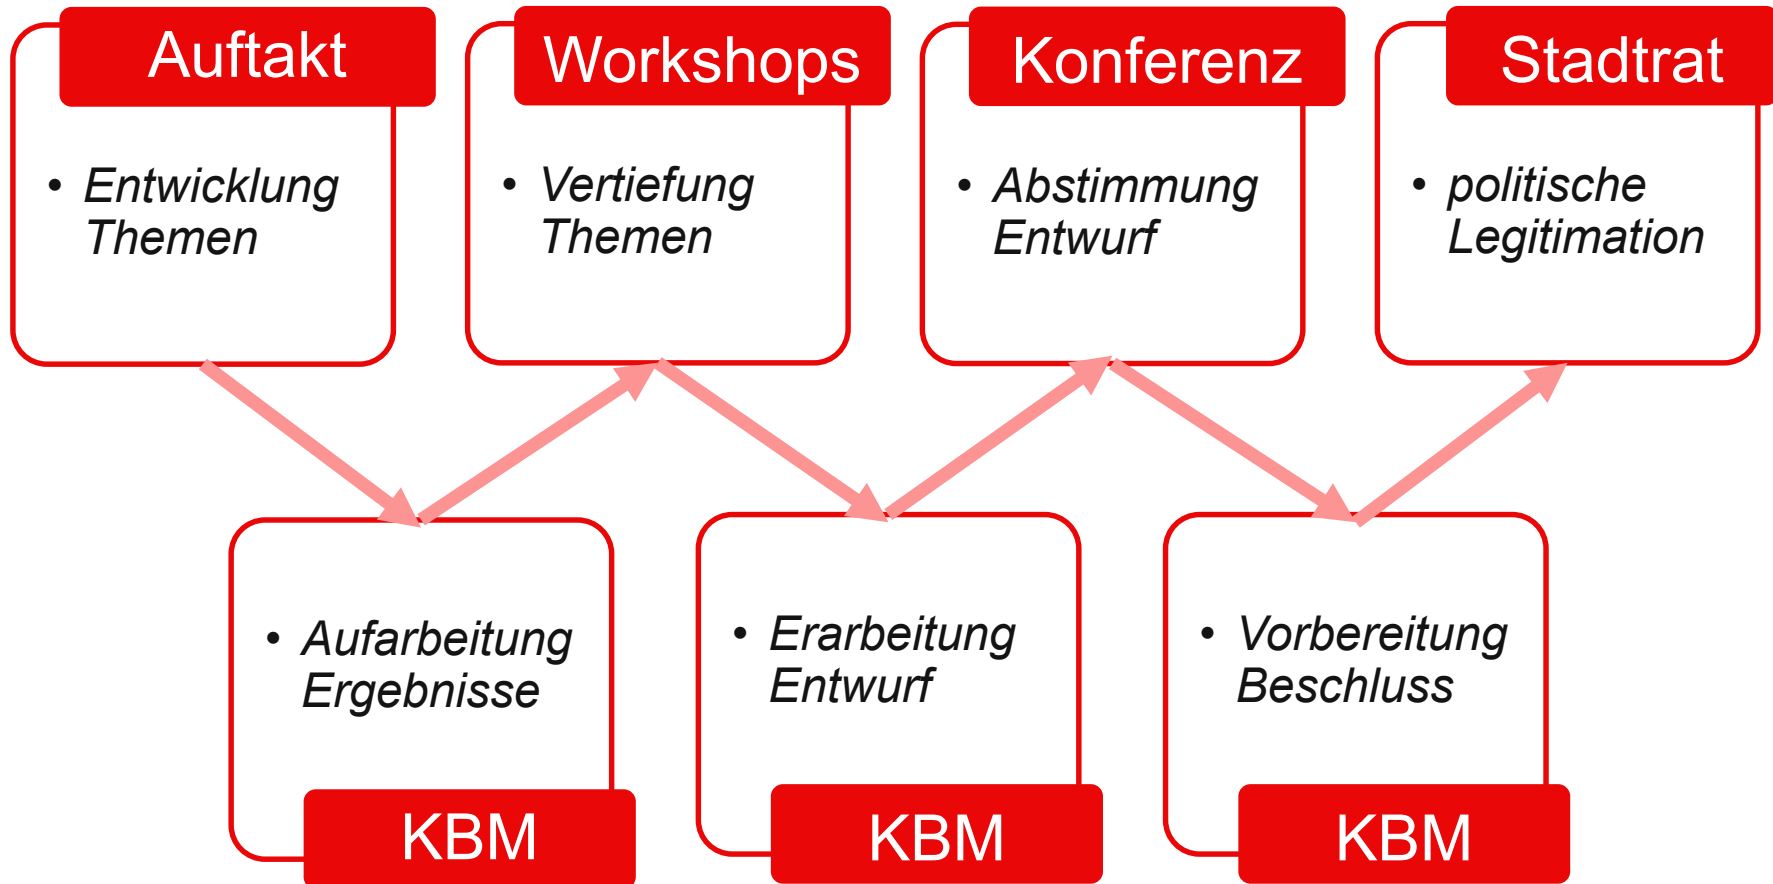 Auftakt
• Entwicklung
Themen
Workshops
• Vertiefung
Themen
Konferenz
• Abstimmung
Entwurf
Stadtrat
• politische
Legitimation
• Aufarbeitung
Ergebnisse
KBM
• Erarbeitung
Entwurf
KBM
• Vorbereitung
Beschluss
KBM